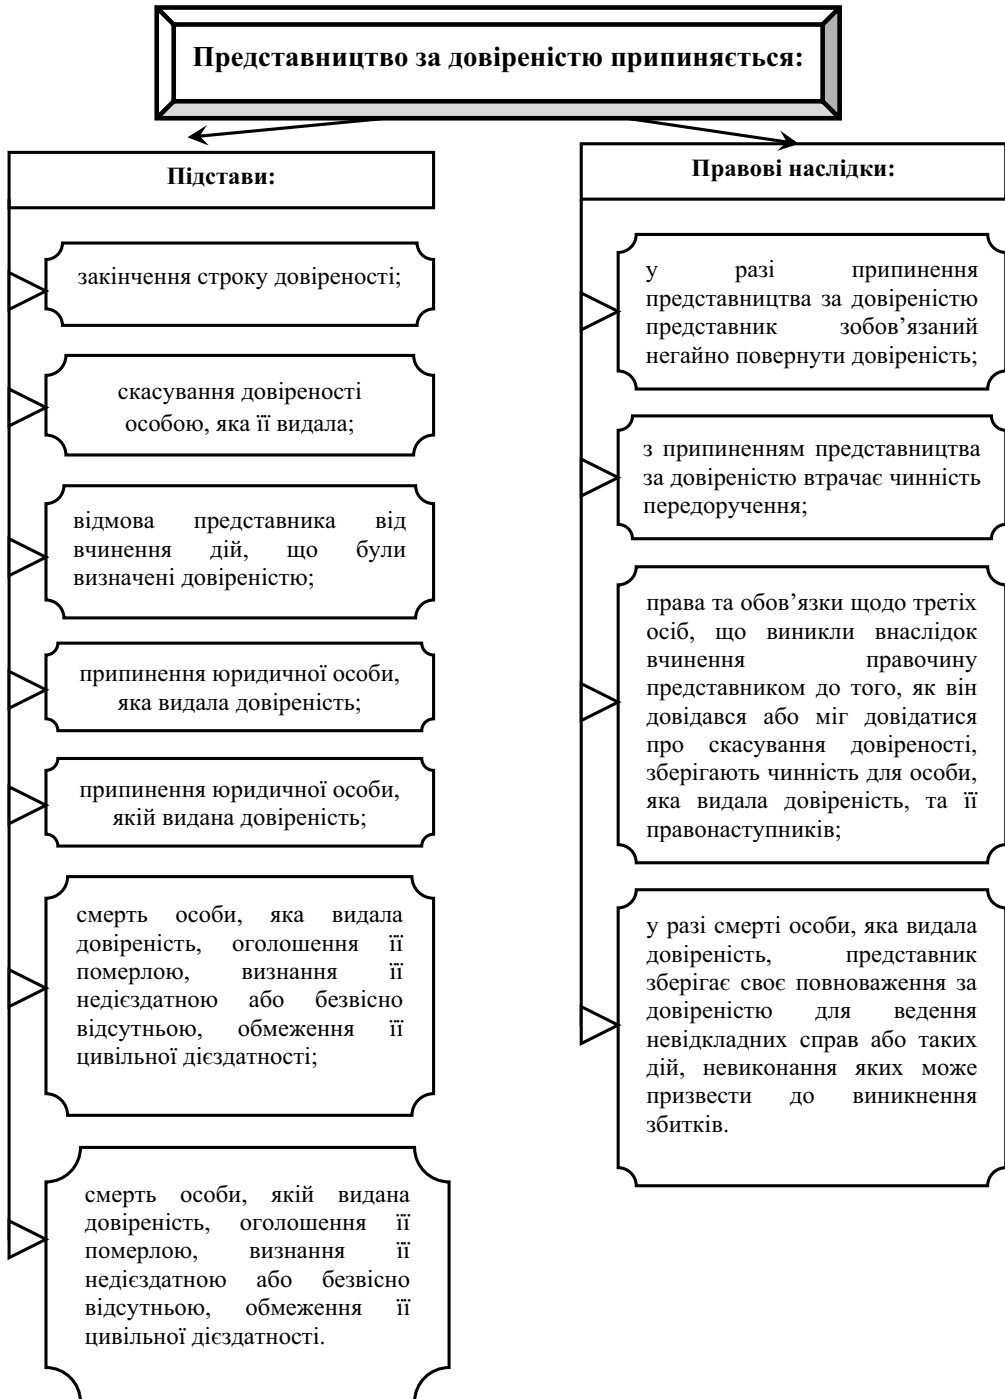 Представництво за довіреністю припиняється:
Підстави:
закінчення строку довіреності;
скасування довіреності
особою, яка її видала;
відмова представника від
вчинення дій, що були
визначені довіреністю;
припинення юридичної особи,
яка видала довіреність;
припинення юридичної особи,
якій видана довіреність;
смерть особи, яка видала
довіреність, оголошення її
померлою, визнання її
недієздатною або безвісно
відсутньою, обмеження її
цивільної дієздатності;
смерть особи, якій видана
довіреність, оголошення її
померлою, визнання її
недієздатною або безвісно
відсутньою, обмеження її
цивільної дієздатності.
Правові наслідки:
у разі припинення
представництва за довіреністю
представник зобов’язаний
негайно повернути довіреність;
з припиненням представництва
за довіреністю втрачає чинність
передоручення;
права та обов’язки щодо третіх
осіб, що виникли внаслідок
вчинення правочину
представником до того, як він
довідався або міг довідатися
про скасування довіреності,
зберігають чинність для особи,
яка видала довіреність, та її
правонаступників;
у разі смерті особи, яка видала
довіреність, представник
зберігає своє повноваження за
довіреністю для ведення
невідкладних справ або таких
дій, невиконання яких може
призвести до виникнення
збитків.